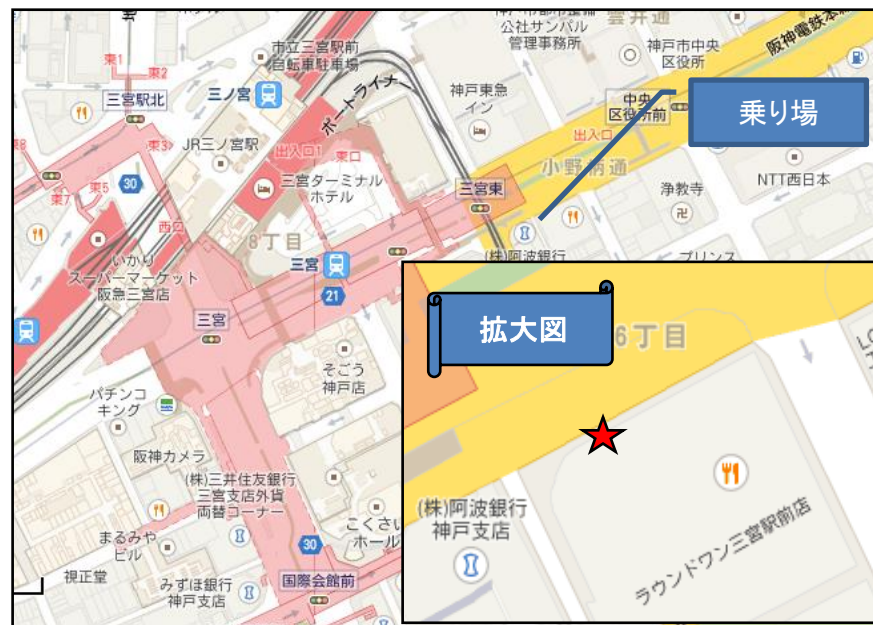 市立三宮駅前
自転車駐車場
公社サンパル
管理事務所
雲井通
神戸市中央
区役所
阪神電鉄本線
東1
東2
三宮駅北
三ノ宮
ポートライナー
神戸東急
イン
中央
区役所前
乗り場
東8
東3
JR三ノ宮駅
出入口1
東口
出入口
小野柄通
30
東7
東5
三宮ターミナル
ホテル
三宮東
浄教寺
NTT西日本
西口
8丁目
いかり
スーパーマーケット
阪急三宮店
三宮
21
(株)阿波銀行
プリンス
三宮
拡大図
6丁目
そごう
神戸店
パチンコ
キング
阪神カメラ
(株)三井住友銀行
三宮支店外貨
両替コーナー
(株)阿波銀行
神戸支店
まるみや
ビル
視正堂
30
こくさい
ホール
みずほ銀行
神戸支店
国際会館前
ラウンドワン三宮駅前店